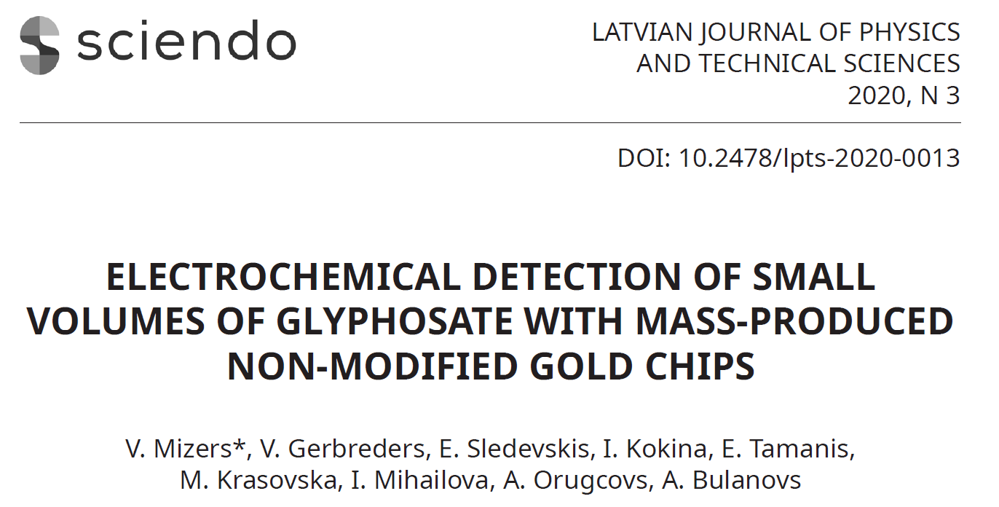 sciendo
LATVIAN JOURNAL OF PHYSICS
AND TECHNICAL SCIENCES
2020, N 3
DOI: 10.2478/lpts-2020-0013
ELECTROCHEMICAL DETECTION OF SMALL
VOLUMES OF GLYPHOSATE WITH MASS-PRODUCED
NON-MODIFIED GOLD CHIPS
V. Mizers*, V. Gerbreders, E. Sledevskis, I. Kokina, E. Tamanis,
M. Krasovska, I. Mihailova, A. Orugcovs, A. Bulanovs